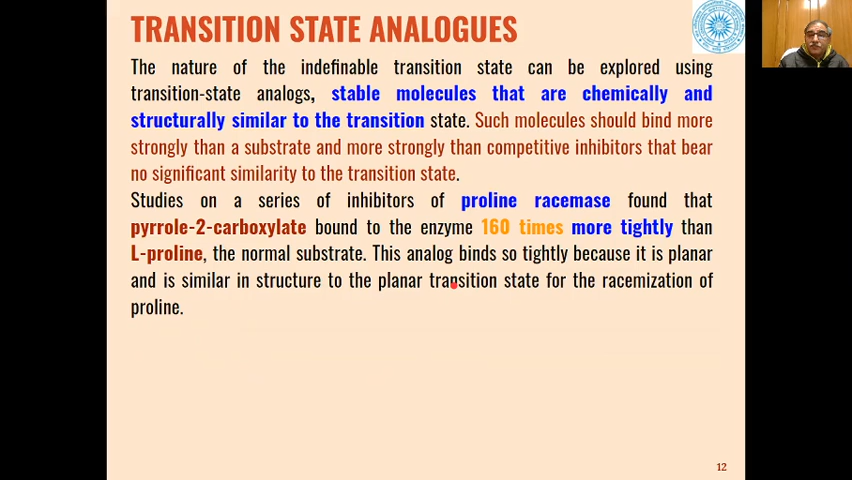 TRANSITION STATE ANALOGUES
The nature of the indefinable transition state can be explored using
transition-state analogs, stable molecules that are chemically and
structurally similar to the transition state. Such molecules should bind more
strongly than a substrate and more strongly than competitive inhibitors that bear
no significant similarity to the transition state.
Studies on a series of inhibitors of proline racemase found that
pyrrole-2-carboxylate bound to the enzyme 160 times more tightly than
L-proline, the normal substrate. This analog binds so tightly because it is planar
and is similar in structure to the planar transition state for the racemization of
proline.
12